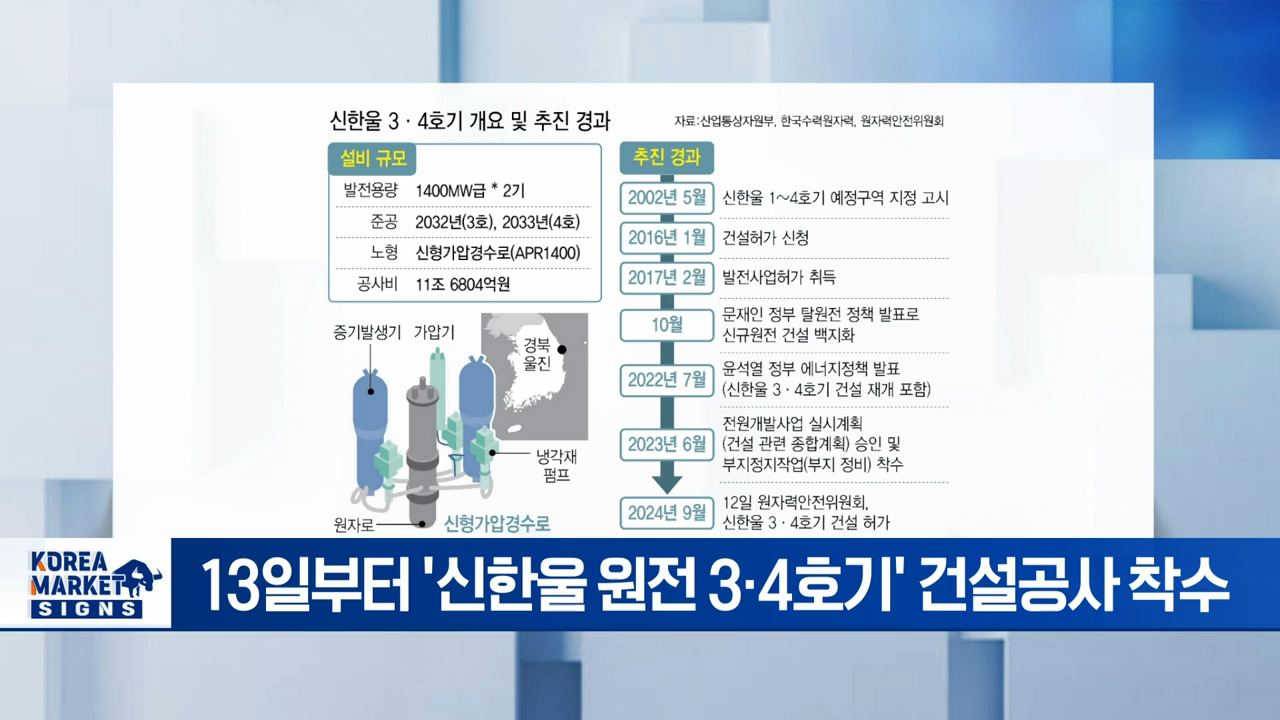 신한울 3 · 4호기 개요 및 추진 경과
자료:산업통상자원부, 한국수력원자력, 원자력안전위원회
설비 규모
발전용량 1400MW급 * 2기
준공 2032년(3호), 2033년(4호)
노형 신형가압경수로(APR1400)
공사비 11조 6804억원
증기발생기 가압기
경북
울진
냉각재
펌프
원자로
신형가압경수로
추진 경과
2002년 5월 신한울 1~4호기 예정구역 지정 고시
2016년 1월 건설허가 신청
2017년 2월 발전사업허가 취득
10월 문재인 정부 탈원전 정책 발표로
신규원전 건설 백지화
2022년 7월 윤석열 정부 에너지정책 발표
(신한울 3 · 4호기 건설 재개 포함)
2023년 6월 전원개발사업 실시계획
(건설 관련 종합계획) 승인 및
부지정지작업(부지 정비) 착수
2024년 9월 12일 원자력안전위원회,
신한울 3 · 4호기 건설 허가
KOREA
MARKET
SIGNS
13일부터 '신한울 원전 3·4호기' 건설공사 착수